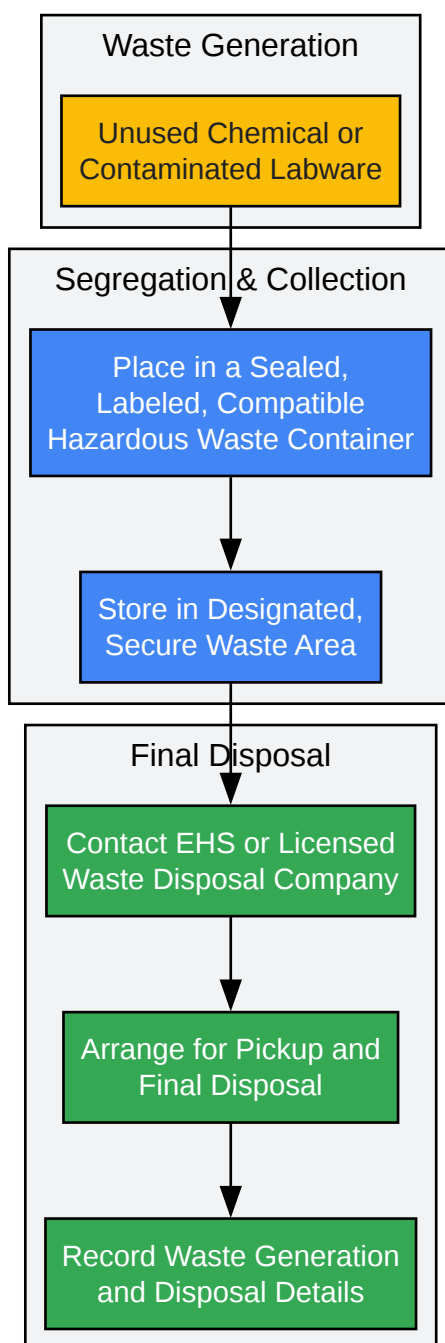 Waste Generation
Unused Chemical or
Contaminated Labware
Segregation & Collection
Place in a Sealed,
Labeled, Compatible
Hazardous Waste Container
Store in Designated,
Secure Waste Area
Final Disposal
Contact EHS or Licensed
Waste Disposal Company
Arrange for Pickup and
Final Disposal
Record Waste Generation
and Disposal Details